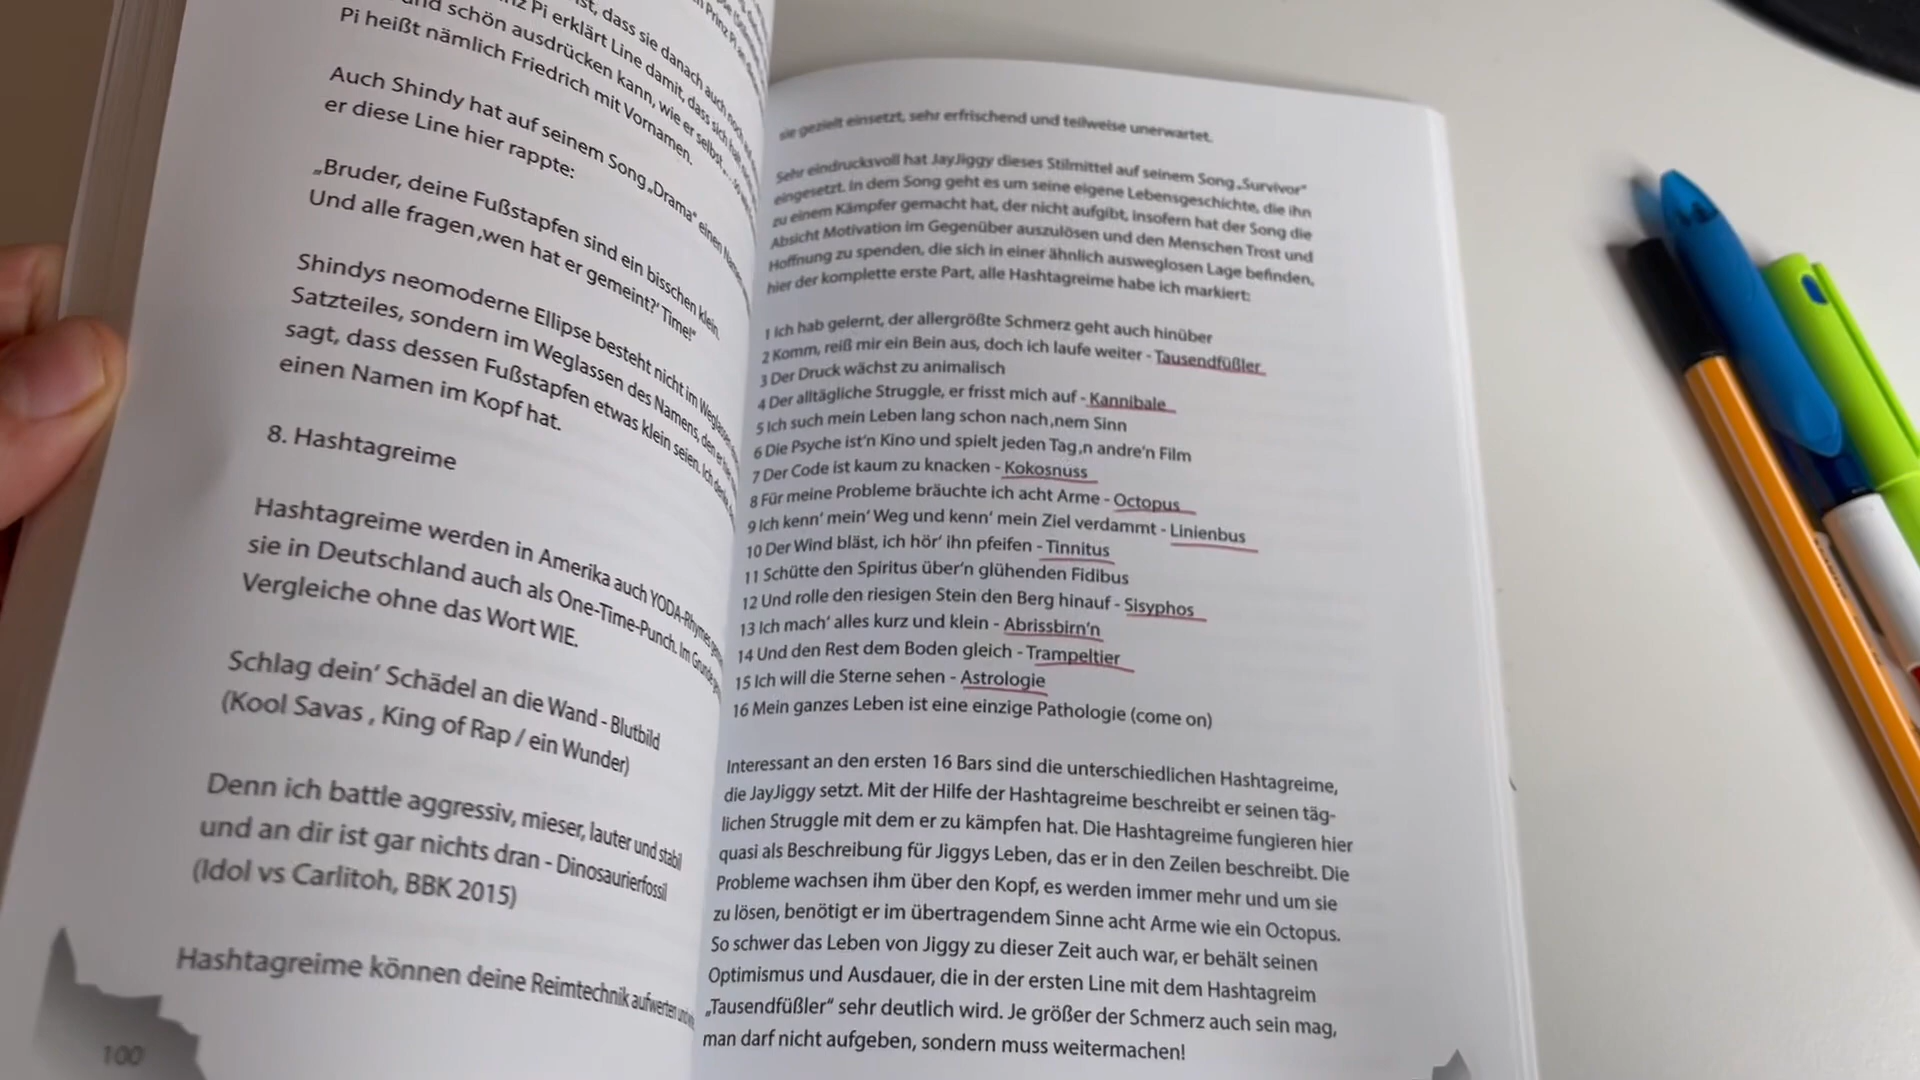 dass sie danach auch noch
Pi erklärt Line damit, dass sich
und schön ausdrücken kann, wie er selbst
Pi heißt nämlich Friedrich mit Vornamen.
Auch Shindy hat auf seinem Song „Drama“ einen
er diese Line hier rappte:
„Bruder, deine Fußstapfen sind ein bisschen klein.
Und alle fragen ‚wen hat er gemeint?‘ Time!“
Shindys neomoderne Ellipse besteht nicht im Weglassen
Satzteiles, sondern im Weglassen des Namens, den er
sagt, dass dessen Fußstapfen etwas klein seien. Ich
einen Namen im Kopf hat.
8. Hashtagreime
Hashtagreime werden in Amerika auch YODA-Rhymes
sie in Deutschland auch als One-Time-Punch. Im Grunde
Vergleiche ohne das Wort WIE.
Schlag dein’ Schädel an die Wand - Blutbild
(Kool Savas , King of Rap / ein Wunder)
Denn ich battle aggressiv, mieser, lauter und stabil
und an dir ist gar nichts dran - Dinosaurierfossil
(Idol vs Carlitoh, BBK 2015)
Hashtagreime können deine Reimtechnik aufwerten und
100
sie gezielt einsetzt, sehr erfrischend und teilweise unerwartet.
Sehr eindrucksvoll hat JayJiggy dieses Stilmittel auf seinem Song „Survivor“
eingesetzt. In dem Song geht es um seine eigene Lebensgeschichte, die ihn
zu einem Kämpfer gemacht hat, der nicht aufgibt, insofern hat der Song die
Absicht Motivation im Gegenüber auszulösen und den Menschen Trost und
Hoffnung zu spenden, die sich in einer ähnlich ausweglosen Lage befinden,
hier der komplette erste Part, alle Hashtagreime habe ich markiert:
1 Ich hab gelernt, der allergrößte Schmerz geht auch hinüber
2 Komm, reiß mir ein Bein aus, doch ich laufe weiter - Tausendfüßler
3 Der Druck wächst zu animalisch
4 Der alltägliche Struggle, er frisst mich auf - Kannibale
5 Ich such mein Leben lang schon nach ‚nem Sinn
6 Die Psyche ist’n Kino und spielt jeden Tag ‚n andre’n Film
7 Der Code ist kaum zu knacken - Kokosnuss
8 Für meine Probleme bräuchte ich acht Arme - Octopus
9 Ich kenn’ mein’ Weg und kenn’ mein Ziel verdammt - Linienbus
10 Der Wind bläst, ich hör’ ihn pfeifen - Tinnitus
11 Schütte den Spiritus über’n glühenden Fidibus
12 Und rolle den riesigen Stein den Berg hinauf - Sisyphos
13 Ich mach’ alles kurz und klein - Abrissbirn’n
14 Und den Rest dem Boden gleich - Trampeltier
15 Ich will die Sterne sehen - Astrologie
16 Mein ganzes Leben ist eine einzige Pathologie (come on)
Interessant an den ersten 16 Bars sind die unterschiedlichen Hashtagreime,
die JayJiggy setzt. Mit der Hilfe der Hashtagreime beschreibt er seinen täg-
lichen Struggle mit dem er zu kämpfen hat. Die Hashtagreime fungieren hier
quasi als Beschreibung für Jiggys Leben, das er in den Zeilen beschreibt. Die
Probleme wachsen ihm über den Kopf, es werden immer mehr und um sie
zu lösen, benötigt er im übertragendem Sinne acht Arme wie ein Octopus.
So schwer das Leben von Jiggy zu dieser Zeit auch war, er behält seinen
Optimismus und Ausdauer, die in der ersten Line mit dem Hashtagreim
„Tausendfüßler“ sehr deutlich wird. Je größer der Schmerz auch sein mag,
man darf nicht aufgeben, sondern muss weitermachen!